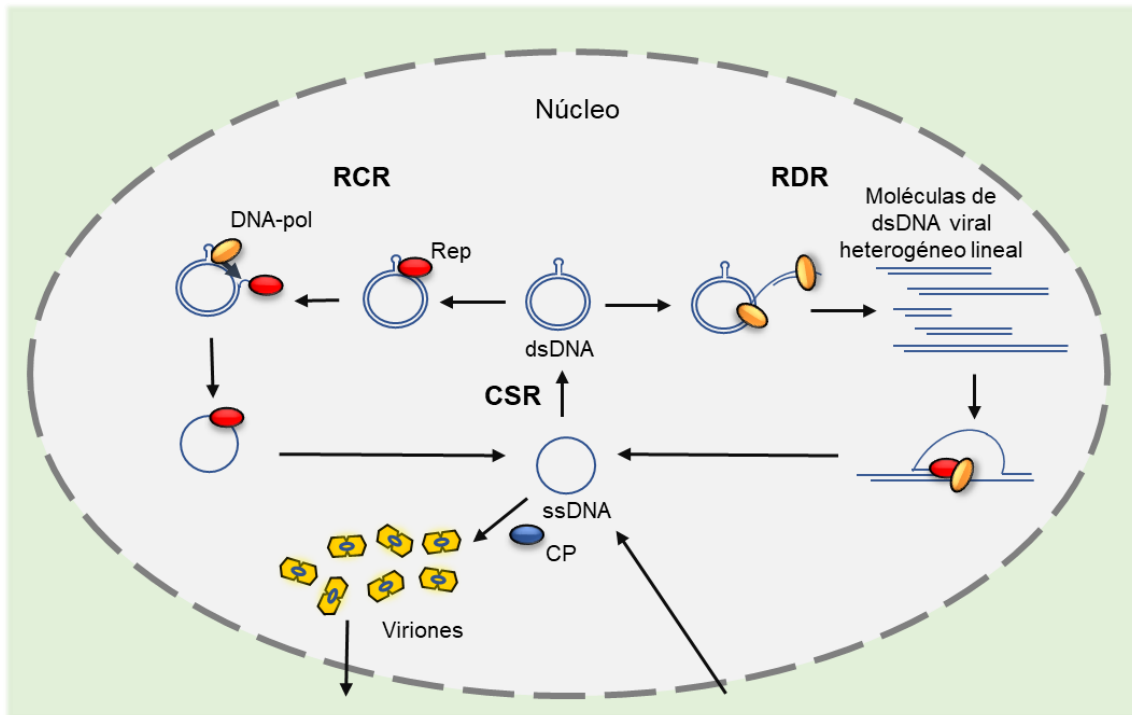 Núcleo
RCR
RDR
Moléculas de
dsDNA viral
heterogéneo lineal
DNA-pol
Rep
dsDNA
CSR
ssDNA
CP
Viriones